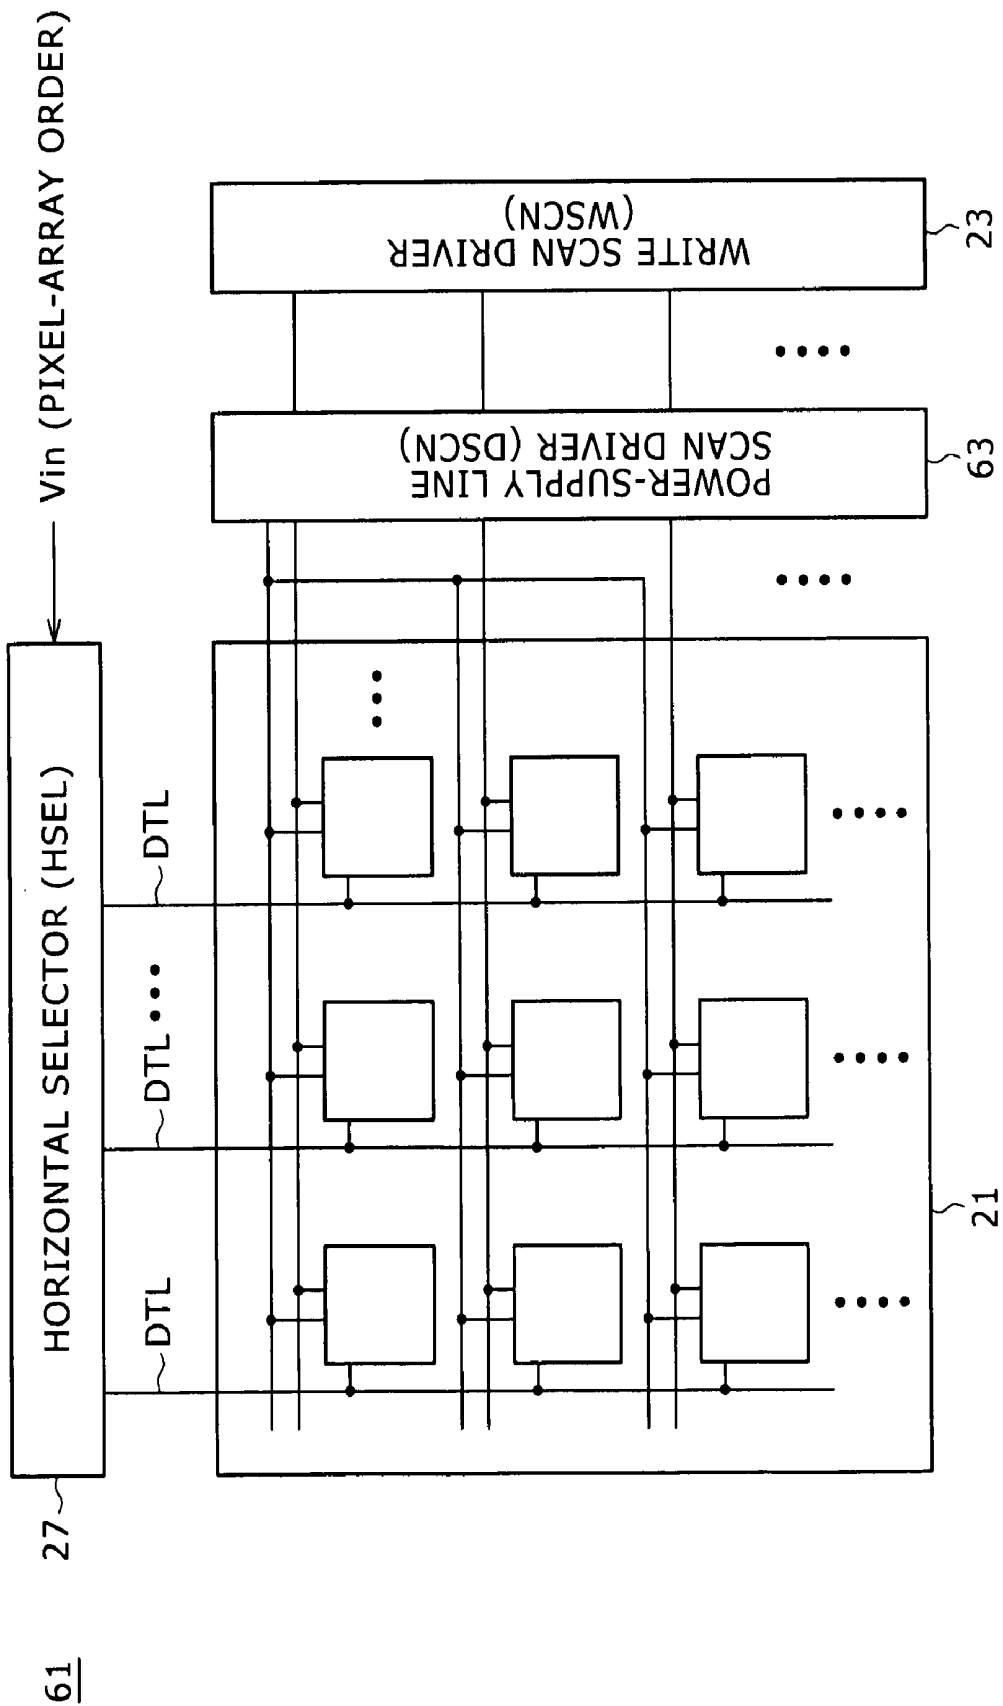 61
27
HORIZONTAL SELECTOR (HSEL)
Vin (PIXEL-ARRAY ORDER)
DTL
DTL
DTL
POWER-SUPPLY LINE
SCAN DRIVER (DSCN)
WRITE SCAN DRIVER
(WSCN)
21
63
23